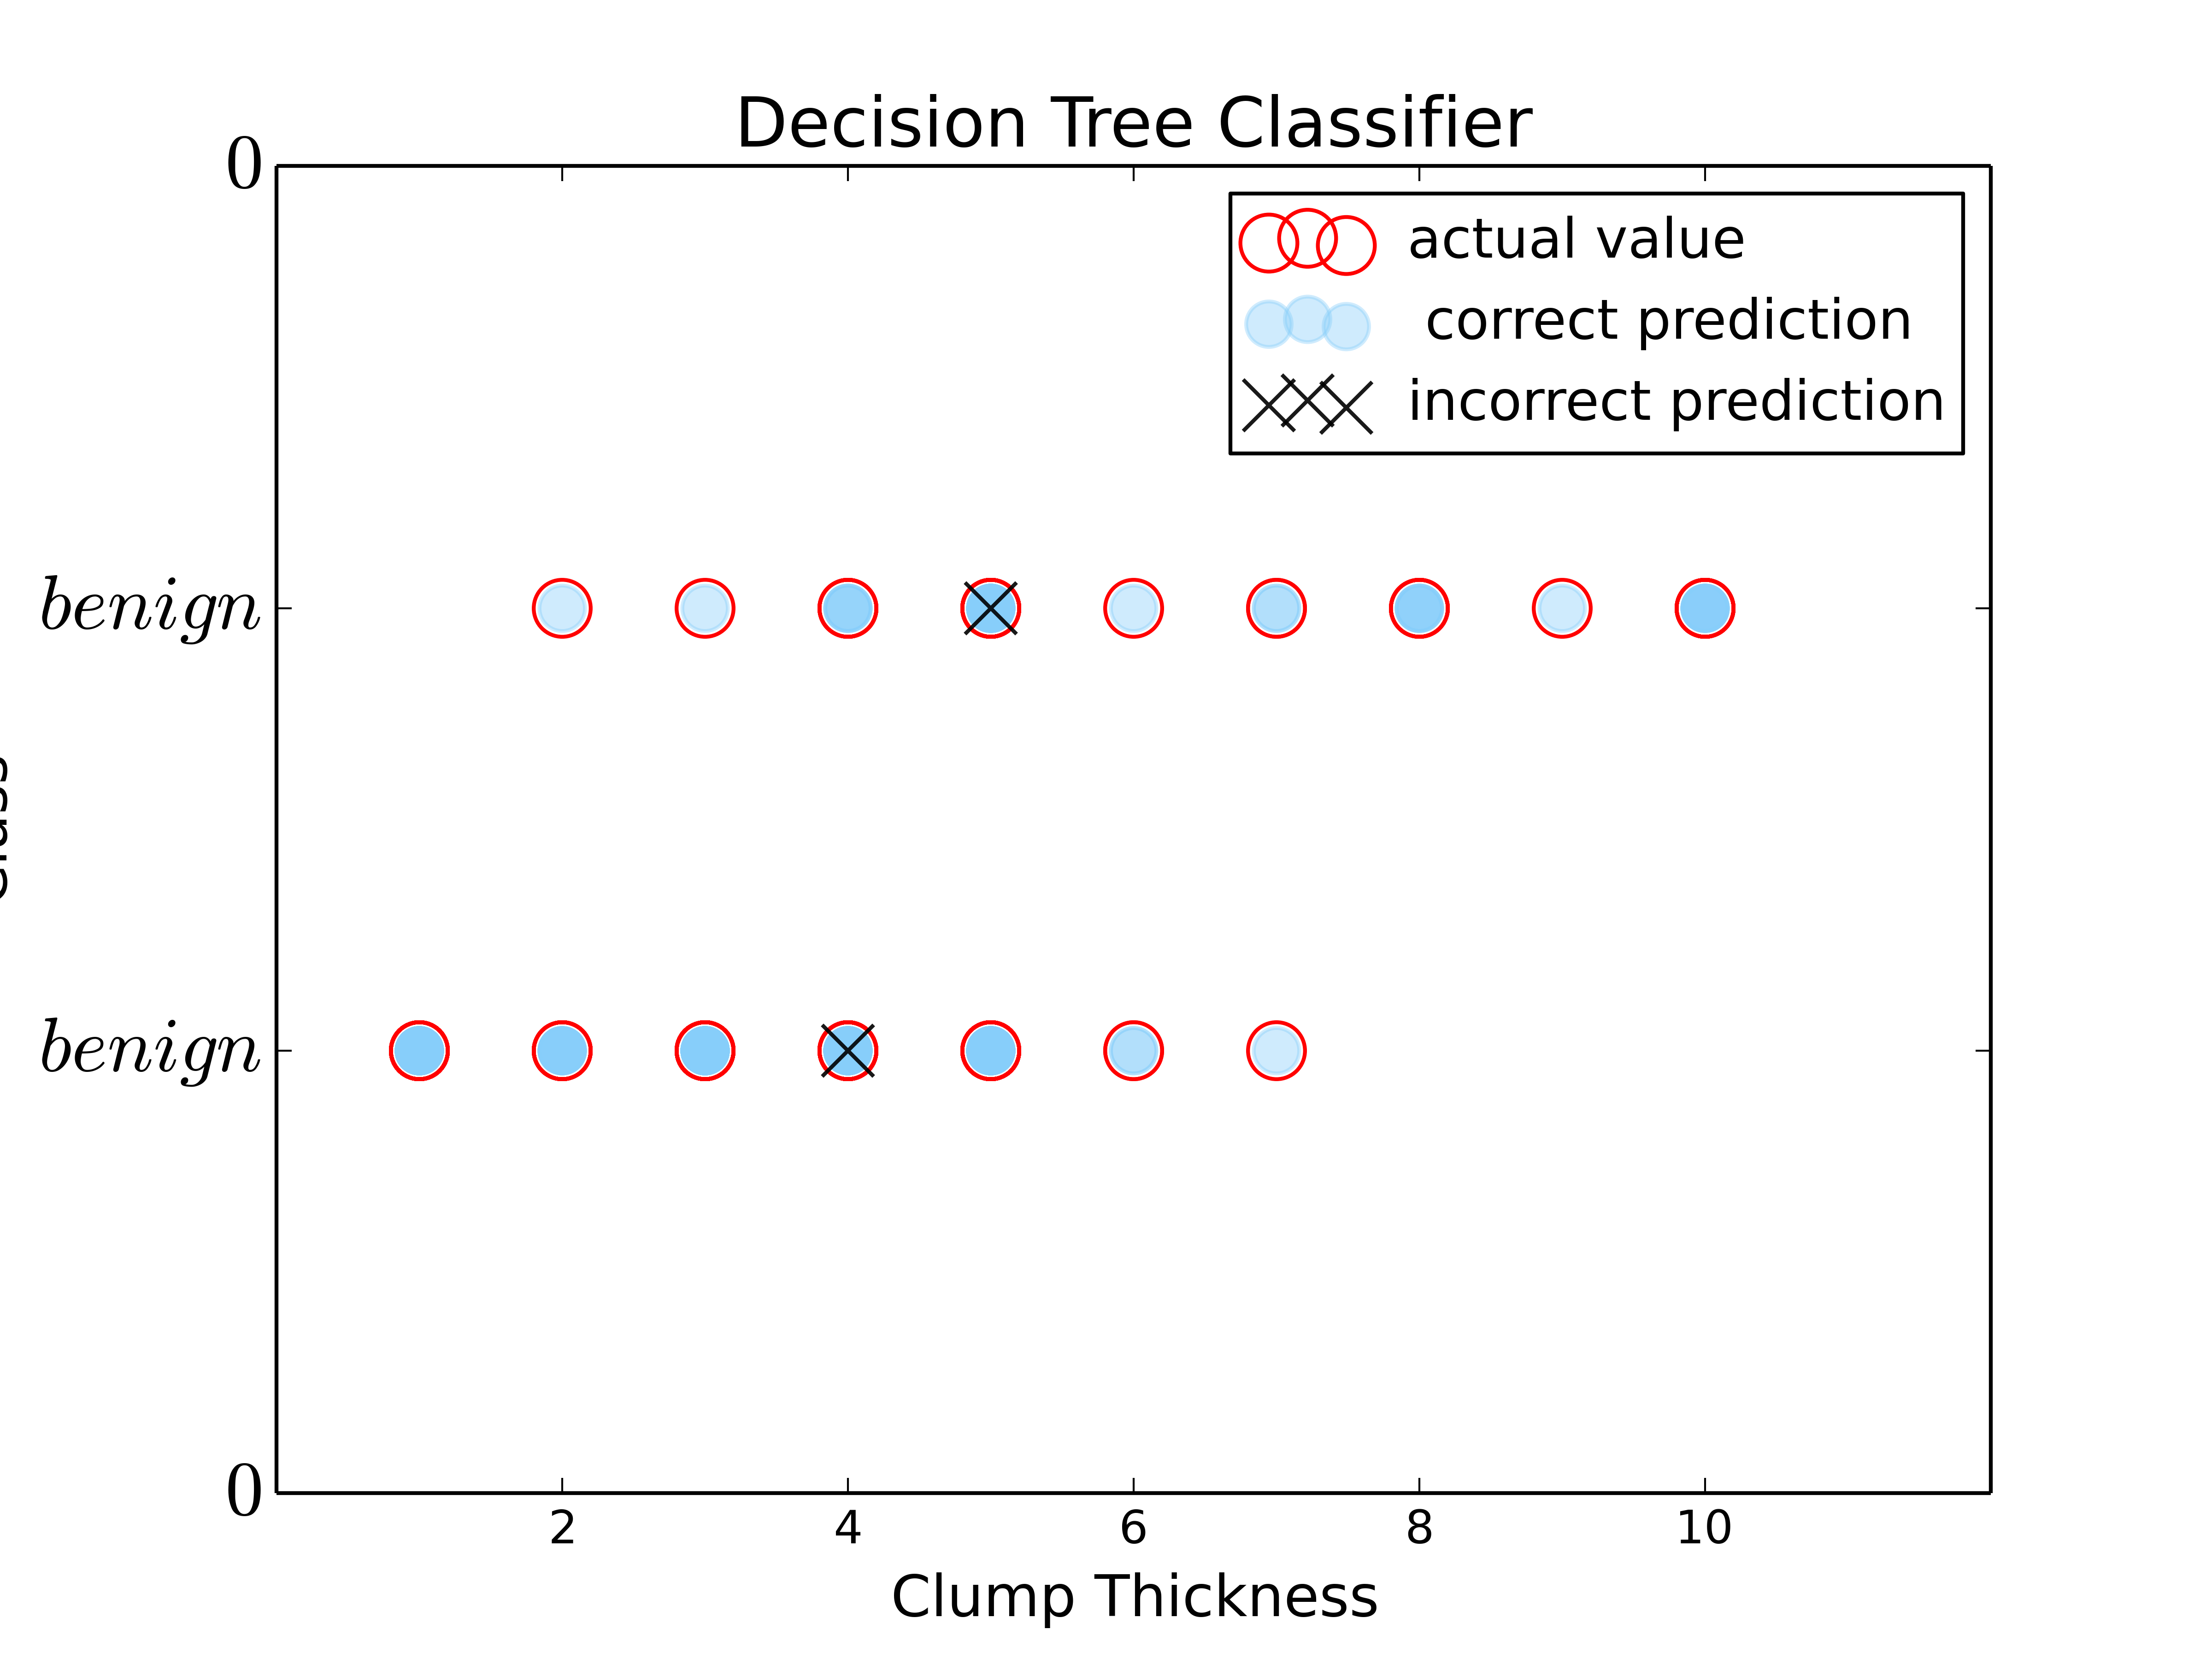 Decision Tree Classifier
0
actual value
correct prediction
incorrect prediction
benign
benign
0
2 4 6 8 10
Clump Thickness